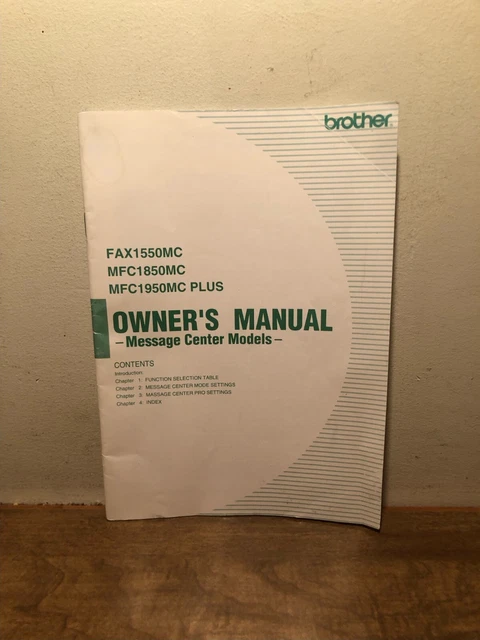 brother
FAX1550MC
MFC1850MC
MFC1950MC PLUS
OWNER'S MANUAL
–Message Center Models–
CONTENTS
Introduction:
Chapter 1: FUNCTION SELECTION TABLE
Chapter 2: MESSAGE CENTER MODE SETTINGS
Chapter 3: MASSAGE CENTER PRO SETTINGS
Chapter 4: INDEX